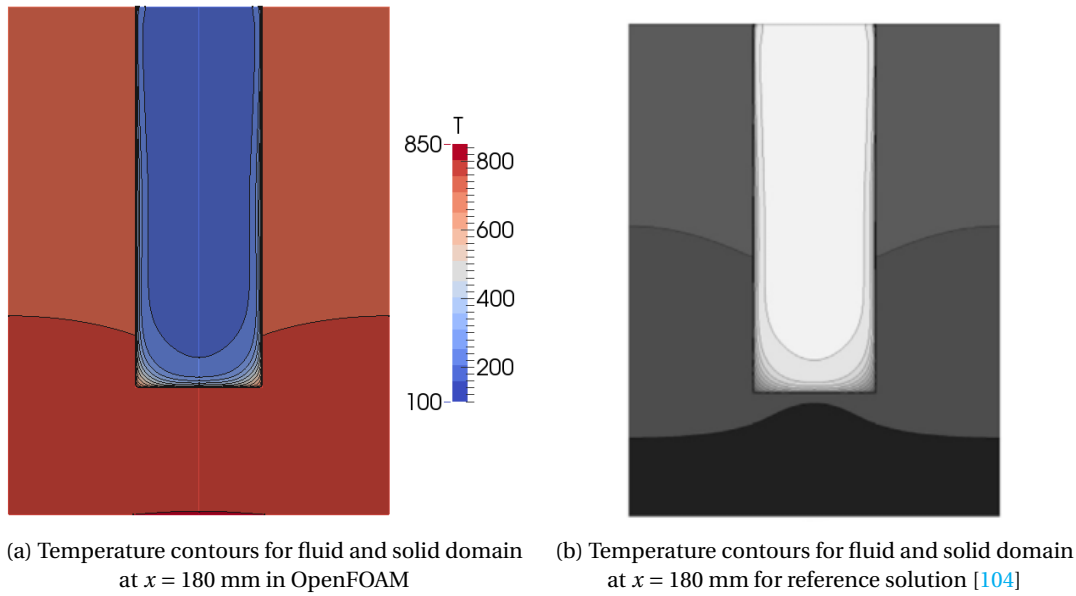 T
850
800
600
400
200
100
(a) Temperature contours for fluid and solid domain
at x = 180 mm in OpenFOAM
(b) Temperature contours for fluid and solid domain
at x = 180 mm for reference solution [104]